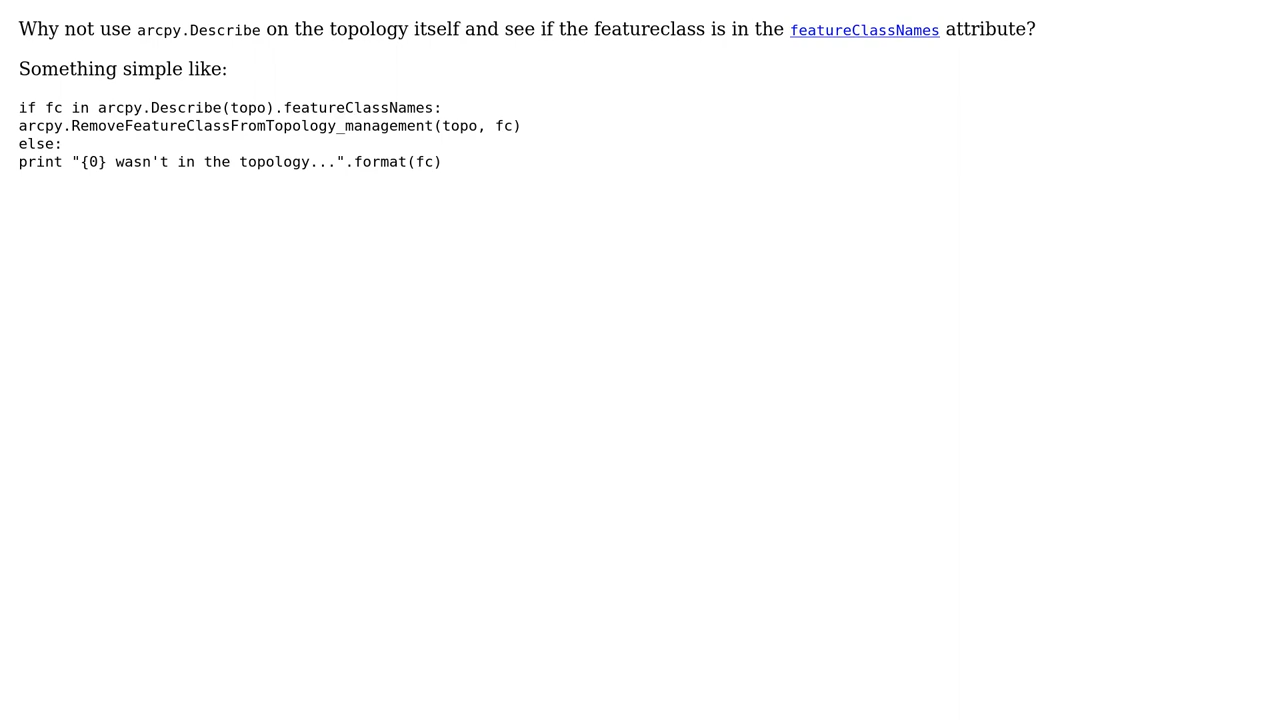 Why not use arcpy.Describe on the topology itself and see if the featureclass is in the featureClassNames attribute?
Something simple like:
if fc in arcpy.Describe(topo).featureClassNames:
arcpy.RemoveFeatureClassFromTopology_management(topo, fc)
else:
print "{0} wasn't in the topology...".format(fc)